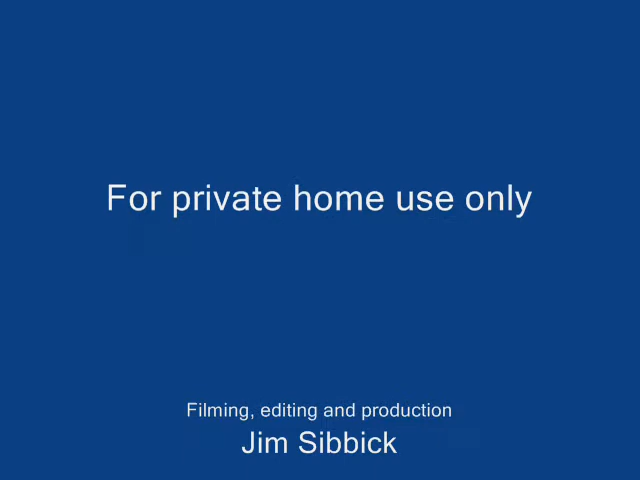 For private home use only
Filming, editing and production
Jim Sibbick